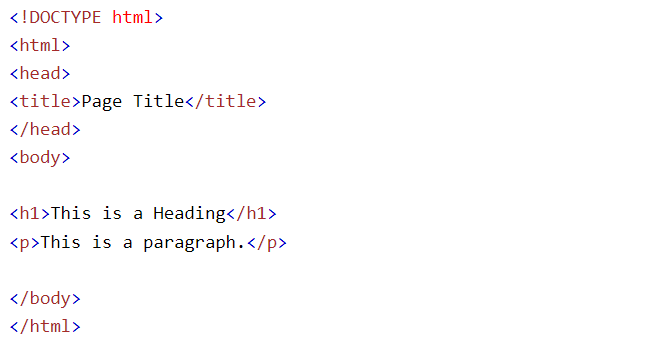 <!DOCTYPE html>
<html>
<head>
<title>Page Title</title>
</head>
<body>
<h1>This is a Heading</h1>
<p>This is a paragraph.</p>
</body>
</html>